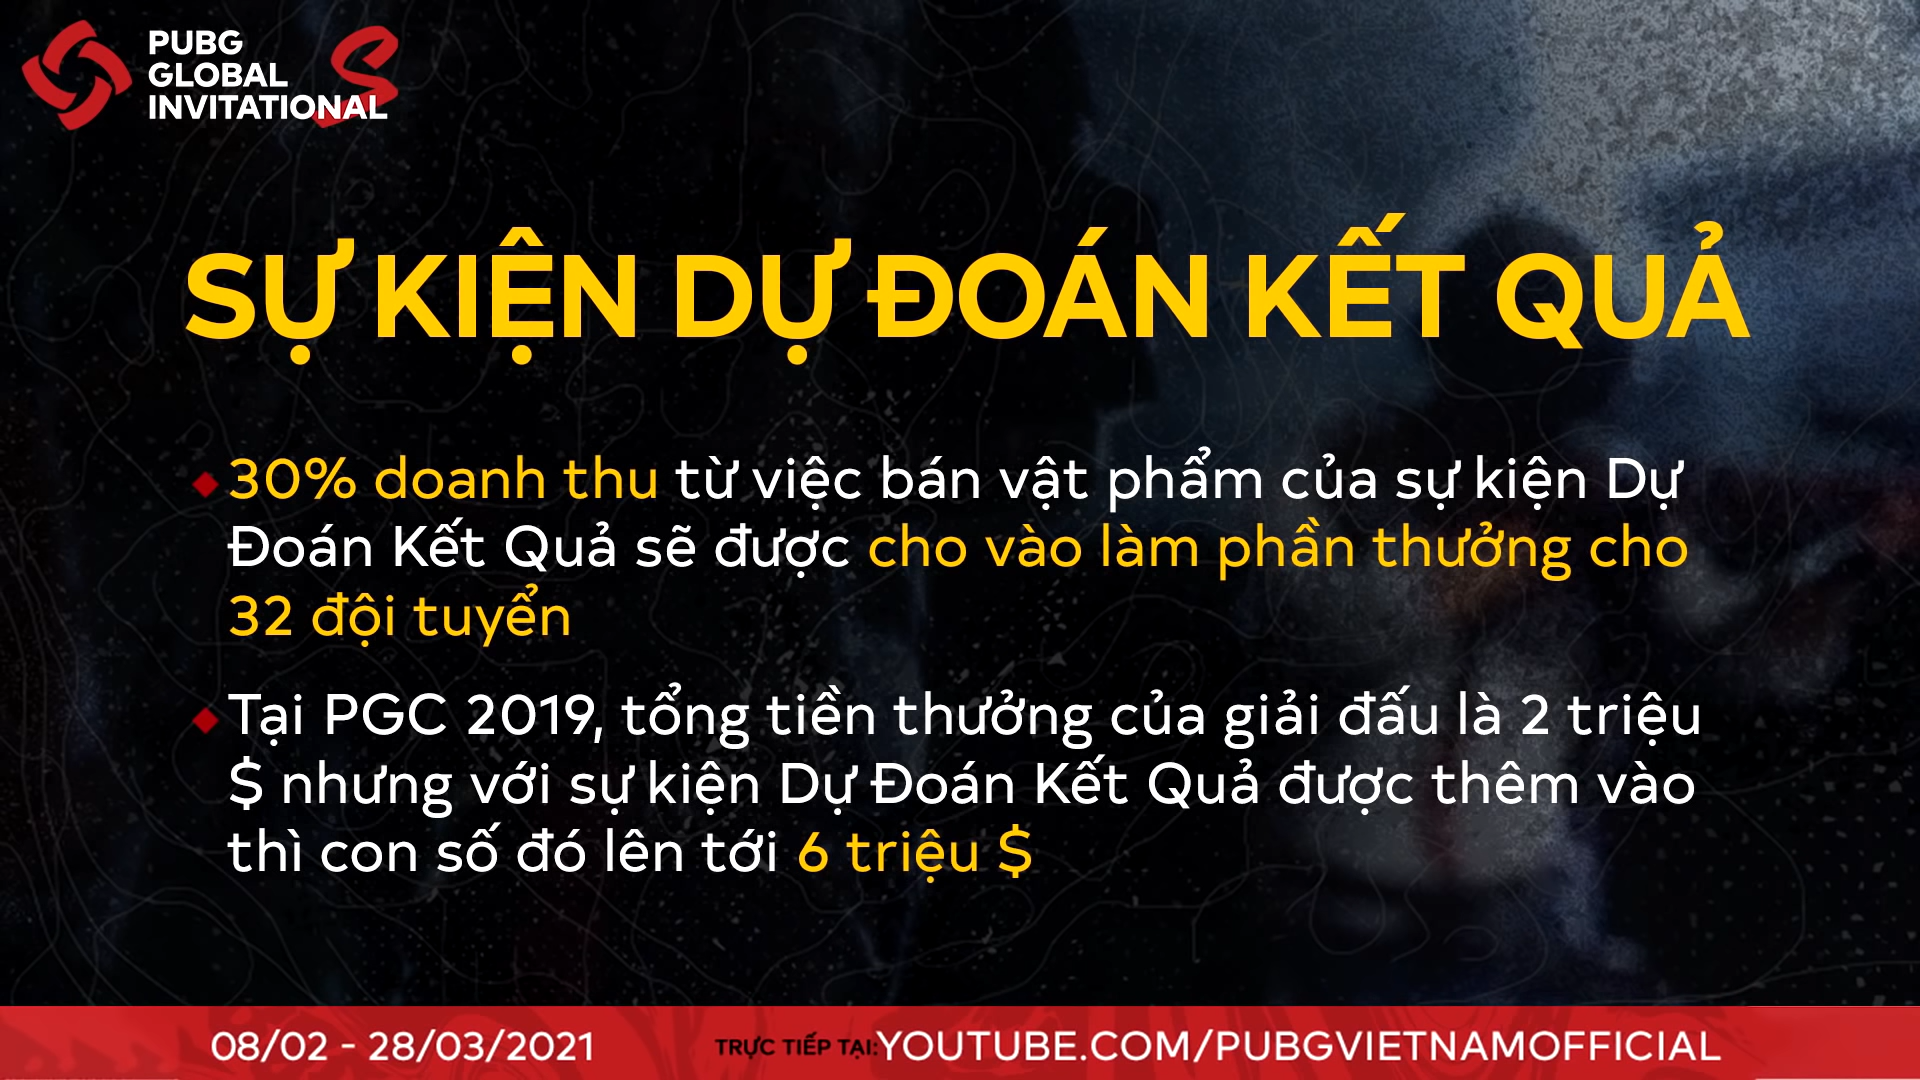 PUBG
GLOBAL
INVITATIONAL S
SỰ KIỆN DỰ ĐOÁN KẾT QUẢ
30% doanh thu từ việc bán vật phẩm của sự kiện Dự
Đoán Kết Quả sẽ được cho vào làm phần thưởng cho
32 đội tuyển
Tại PGC 2019, tổng tiền thưởng của giải đấu là 2 triệu
$ nhưng với sự kiện Dự Đoán Kết Quả được thêm vào
thì con số đó lên tới 6 triệu $
08/02 - 28/03/2021
TRỰC TIẾP TẠI: YOUTUBE.COM/PUBGVIETNAMOFFICIAL